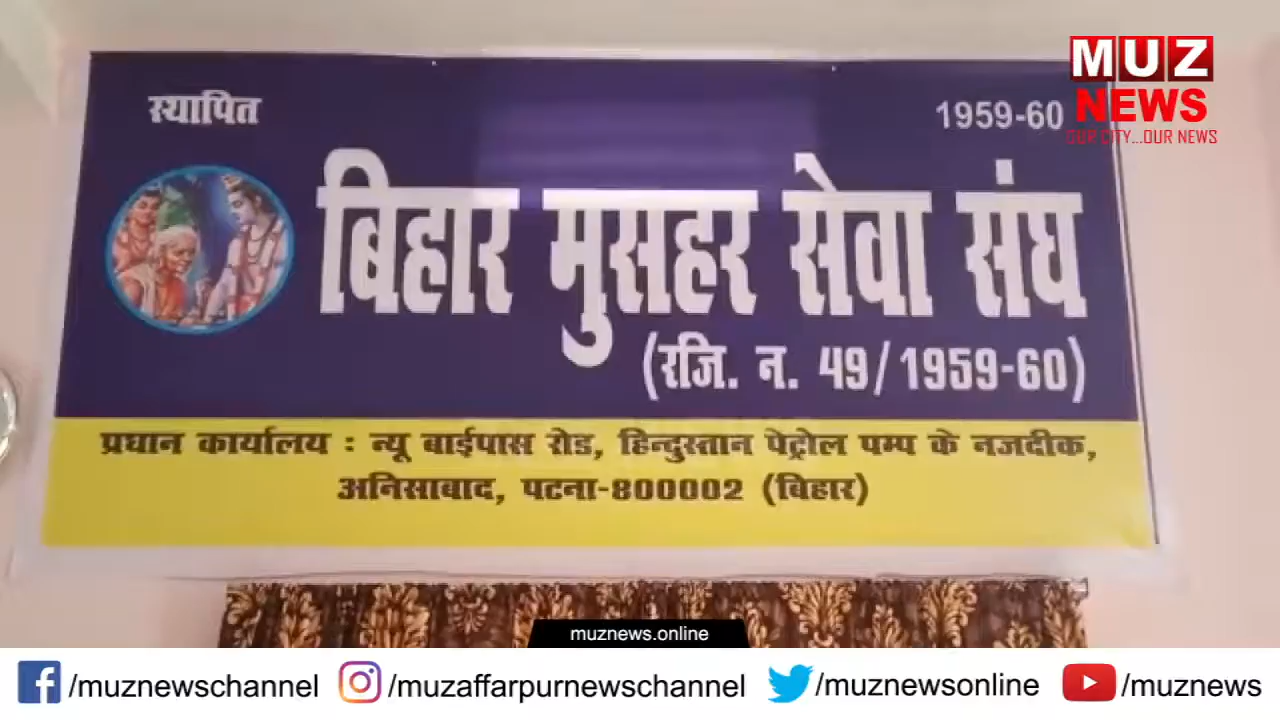 MUZ
NEWS
OUR CITY...OUR NEWS
स्थापित
1959-60
बिहार मुसहर सेवा संघ
(रजि. न. 49/1959-60)
प्रधान कार्यालय : न्यू बाईपास रोड, हिन्दुस्तान पेट्रोल पम्प के नजदीक,
अनिसाबाद, पटना-800002 (बिहार)
muznews.online
/muznewschannel
/muzaffarpurnewschannel
/muznewsonline
/muznews